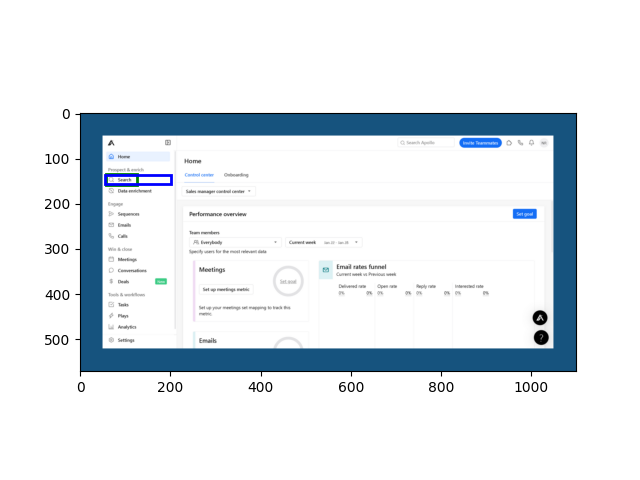 0
100
200
300
400
500
0
200
400
600
800
1000
Search Apollo
Invite Teammates
Home
Prospect & enrich
Search
Data enrichment
Engage
Sequences
Emails
Calls
Win & close
Meetings
Conversations
Deals
New
Tools & workflows
Tasks
Plays
Analytics
Settings
Home
Control center
Onboarding
Sales manager control center
Performance overview
Set goal
Team members
Everybody
Current week
Specify users for the most relevant data
Meetings
Set goal
Set up meetings metric
Set up your meetings set mapping to track this
metric.
Emails
Email rates funnel
Current week vs Previous week
Delivered rate
Open rate
Reply rate
Interested rate
0% 0%
0% 0%
0% 0%
0% 0%
?